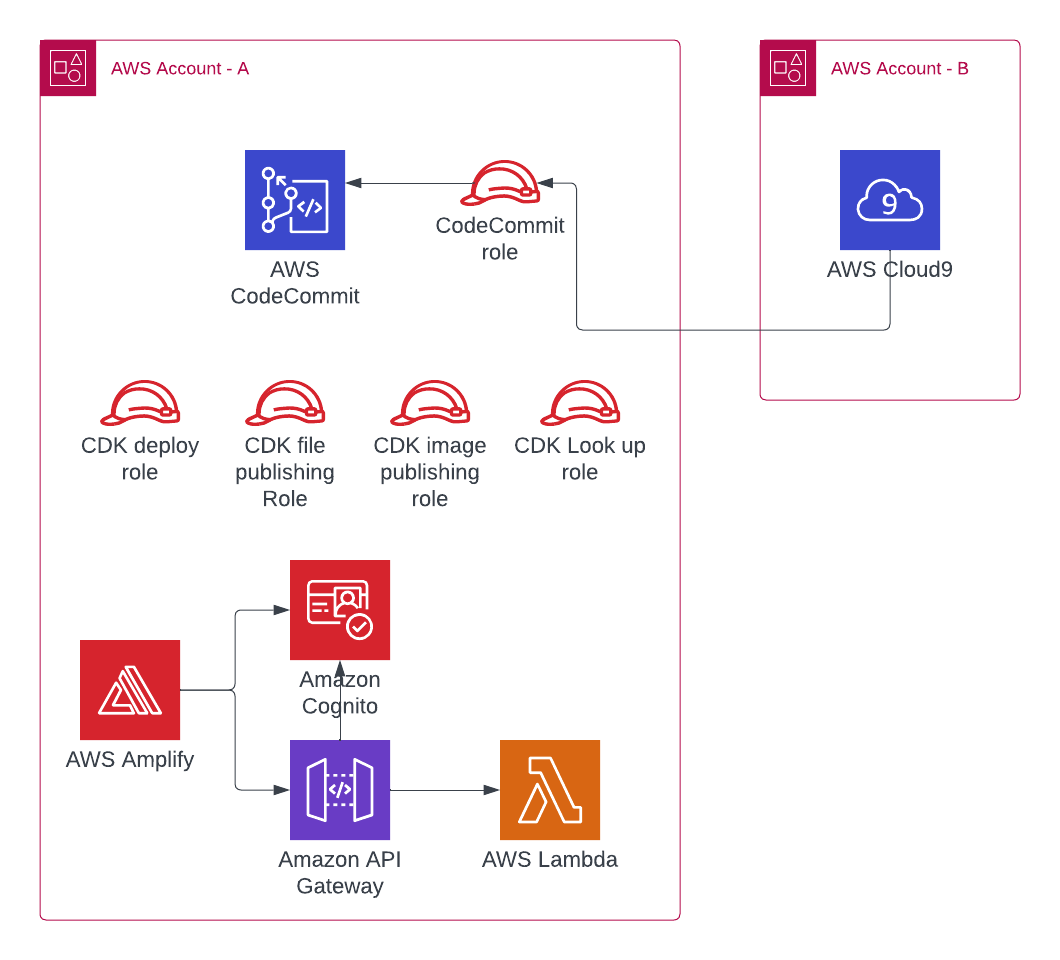 AWS Account - A
AWS Account - B
</>
9
AWS
CodeCommit
CodeCommit
role
AWS Cloud9
CDK deploy
role
CDK file
publishing
Role
CDK image
publishing
role
CDK Look up
role
Amazon
Cognito
AWS Amplify
</>
Amazon API
Gateway
AWS Lambda